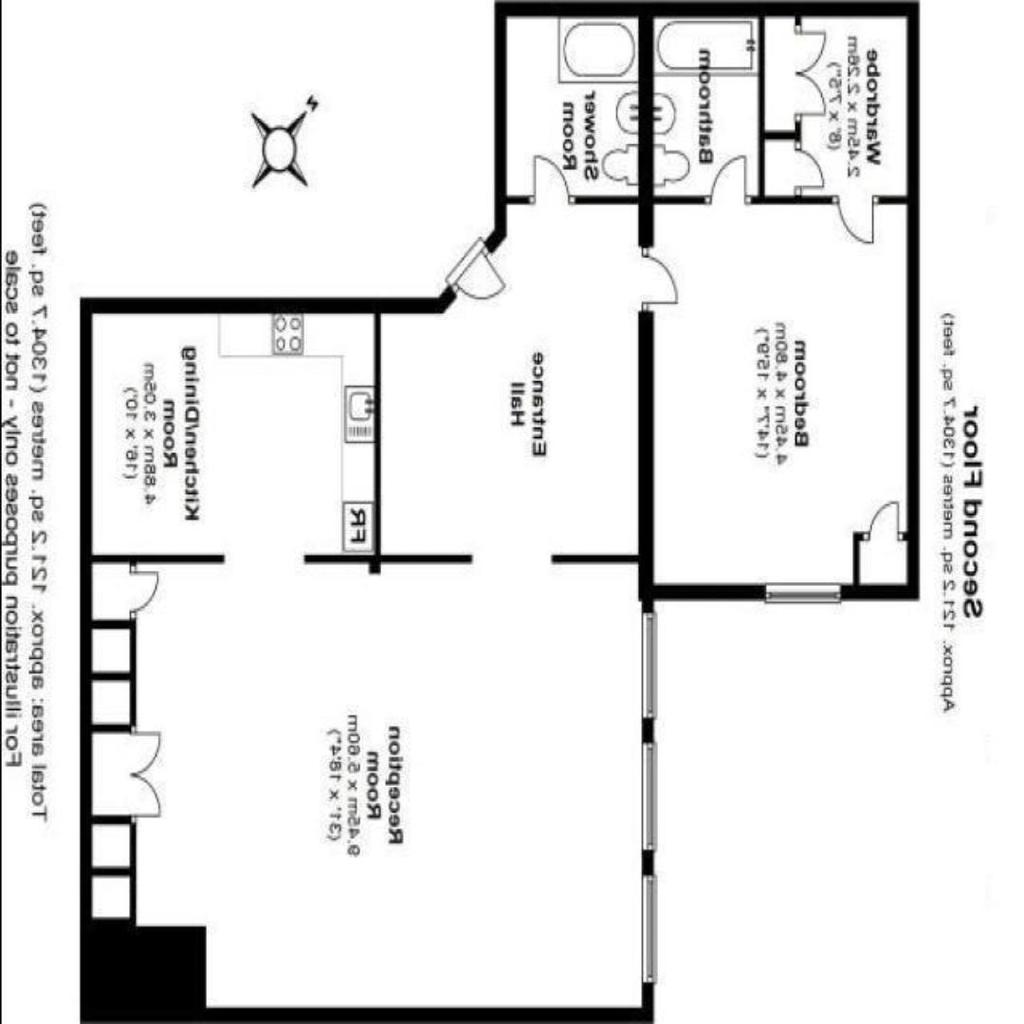 Second Floor
Approx. 121.2 sq. metres (1304.7 sq. feet)
Wardrobe
2.45m x 2.26m
(8' x 7'5")
Bathroom
Shower
Room
N
Bedroom
4.45m x 4.80m
(14'7" x 15'9")
Entrance
Hall
Kitchen/Dining
Room
4.88m x 3.05m
(16' x 10')
FR
Reception
Room
9.45m x 5.60m
(31' x 18'4")
Total area: approx. 121.2 sq. metres (1304.7 sq. feet)
For illustration purposes only - not to scale